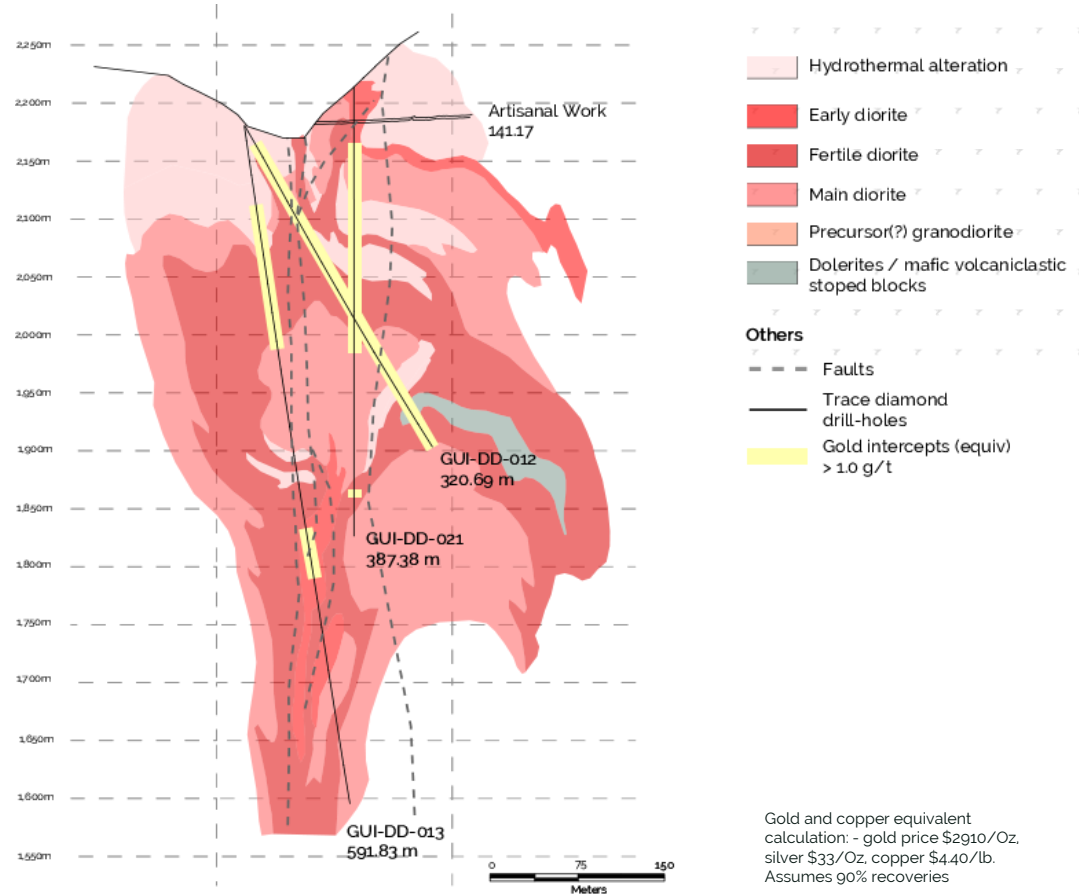 2,250m
2,200m
2,150m
2,100m
2,050m
2,000m
1,950m
1,900m
1,850m
1,800m
1,750m
1,700m
1,650m
1,600m
1,550m
Artisanal Work
141.17
GUI-DD-012
320.69 m
GUI-DD-021
387.38 m
GUI-DD-013
591.83 m
0 75 150
Meters
Hydrothermal alteration
Early diorite
Fertile diorite
Main diorite
Precursor(?) granodiorite
Dolerites / mafic volcaniclastic
stoped blocks
Others
Faults
Trace diamond
drill-holes
Gold intercepts (equiv)
> 1.0 g/t
Gold and copper equivalent
calculation: - gold price $2910/Oz,
silver $33/Oz, copper $4.40/lb.
Assumes 90% recoveries